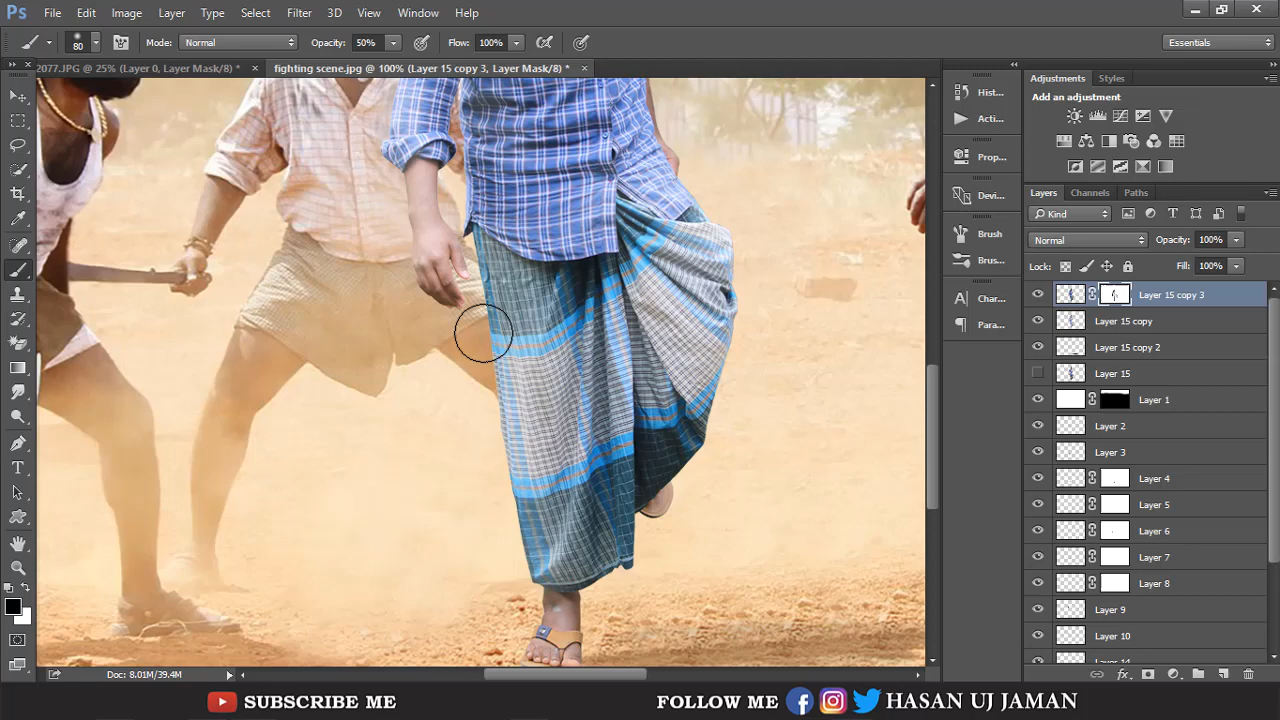 Ps File Edit Image Layer Type Select Filter 3D View Window Help
80 Mode: Normal Opacity: 50% Flow: 100% Essentials
2077.JPG @ 25% (Layer 0, Layer Mask/8) * × fighting scene.jpg @ 100% (Layer 15 copy 3, Layer Mask/8) * ×
Hist...
Acti...
Prop...
Devi...
Brush
Brus...
Char...
Para...
Adjustments Styles
Add an adjustment
Layers Channels Paths
Kind
Normal Opacity: 100%
Lock: Fill: 100%
Layer 15 copy 3
Layer 15 copy
Layer 15 copy 2
Layer 15
Layer 1
Layer 2
Layer 3
Layer 4
Layer 5
Layer 6
Layer 7
Layer 8
Layer 9
Layer 10
Doc: 8.01M/39.4M
SUBSCRIBE ME FOLLOW ME HASAN UJ JAMAN